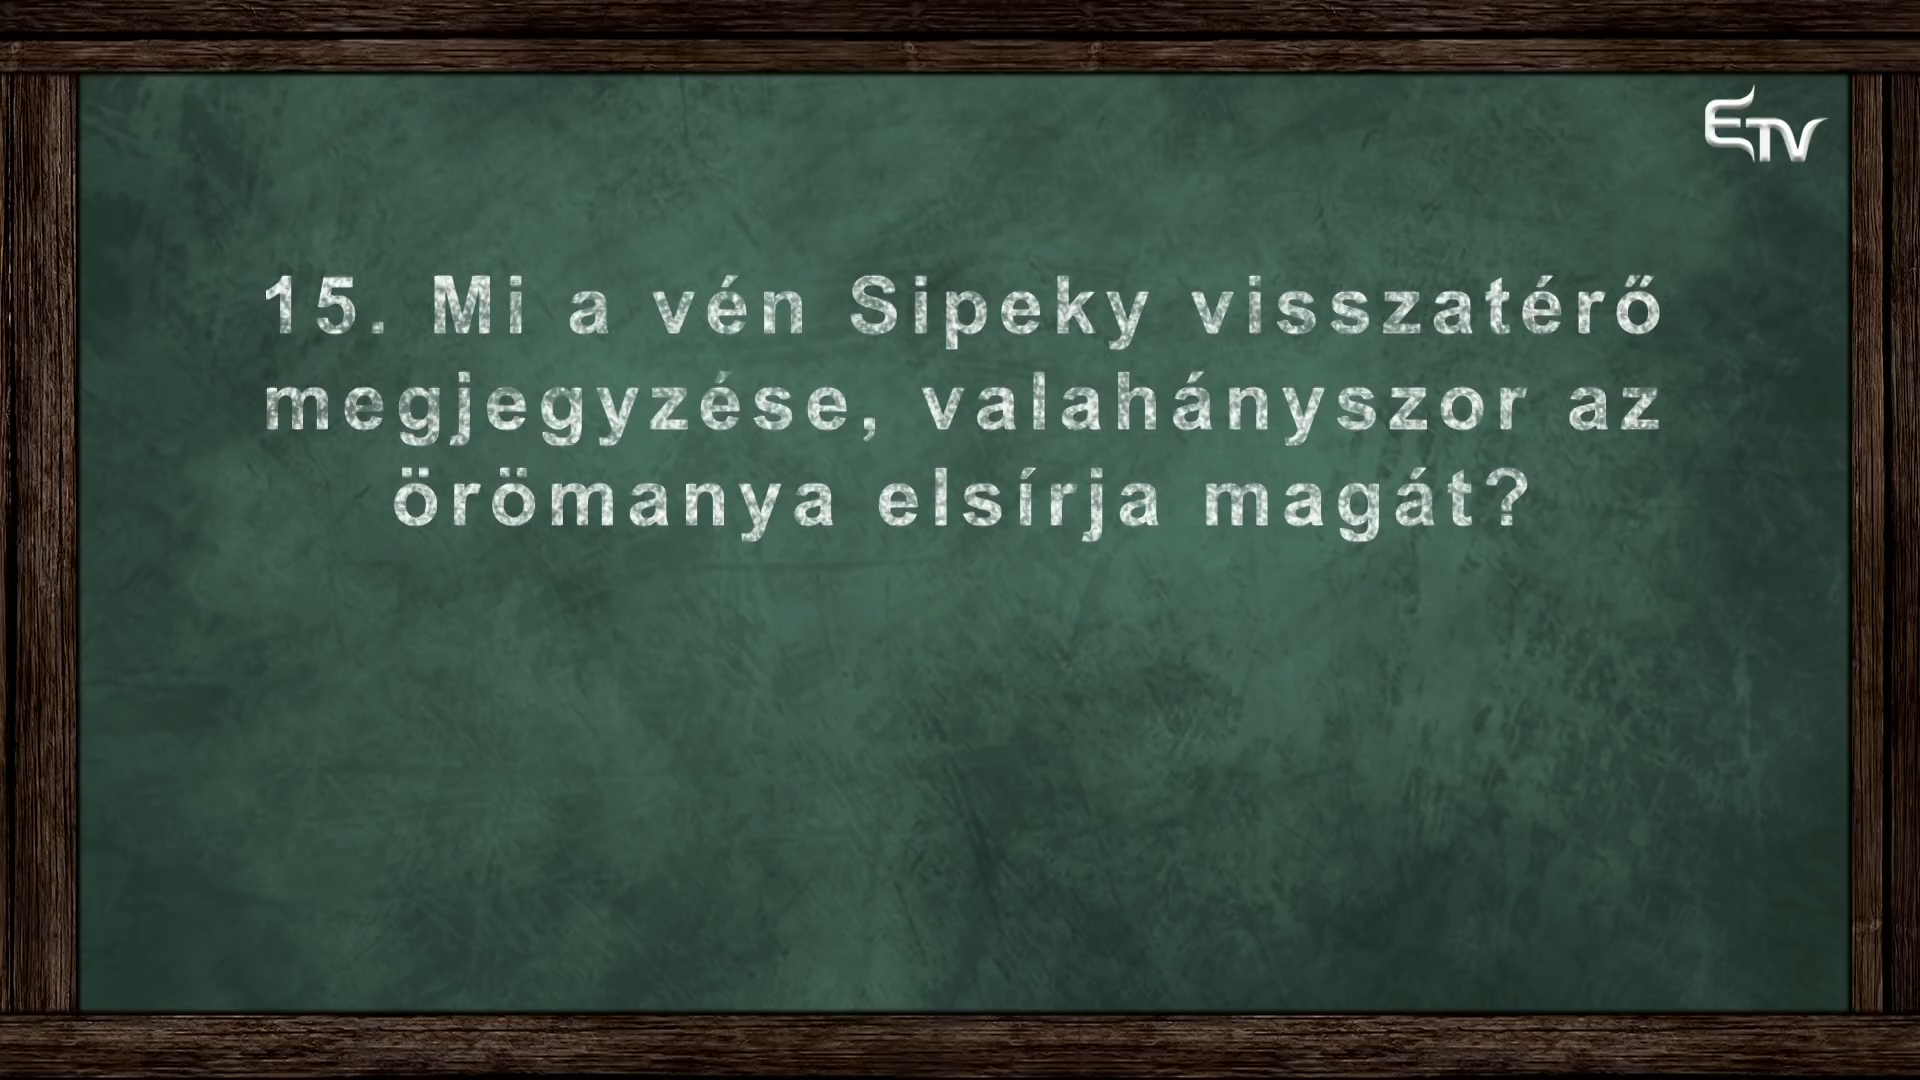 ETV
15. Mi a vén Sipeky visszatérő
megjegyzése, valahányszor az
örömanya elsírja magát?